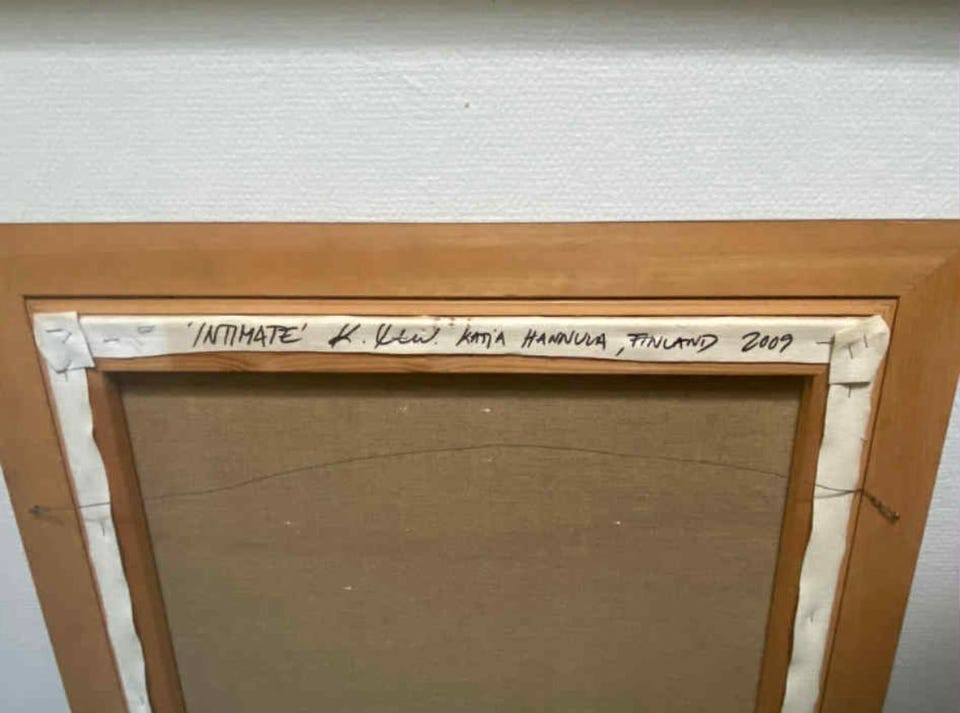 'INTIMATE' K. KATJA HANNULA, FINLAND 2009